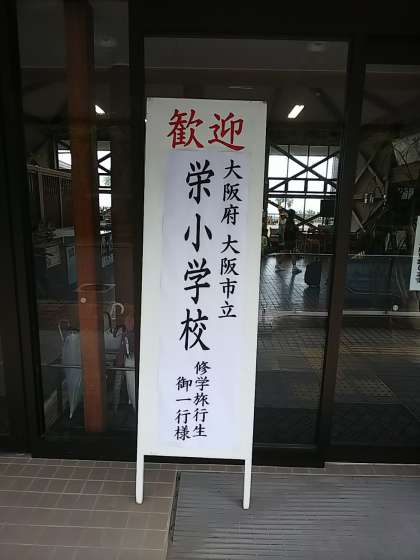 歓迎
大阪府 大阪市立
栄小学校
修学旅行生
御一行様